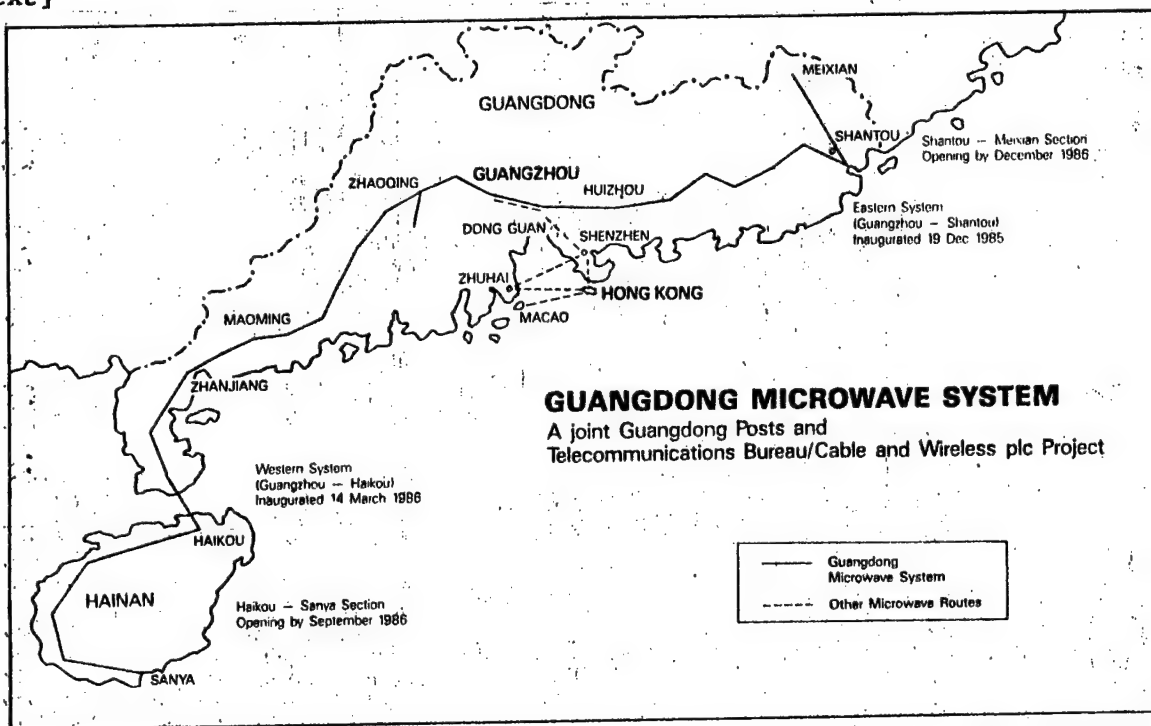 MEIXIAN
GUANGDONG
SHANTOU
Shantou – Meixian Section
Opening by December 1986
GUANGZHOU
ZHAOQING
HUIZHOU
Eastern System
(Guangzhou – Shantou)
Inaugurated 19 Dec 1985
DONG GUAN
SHENZHEN
ZHUHAI
HONG KONG
MACAO
MAOMING
ZHANJIANG
GUANGDONG MICROWAVE SYSTEM
A joint Guangdong Posts and
Telecommunications Bureau/Cable and Wireless plc Project
Western System
(Guangzhou – Haikou)
Inaugurated 14 March 1986
HAIKOU
Guangdong
Microwave System
Other Microwave Routes
HAINAN
Haikou – Sanya Section
Opening by September 1986
SANYA